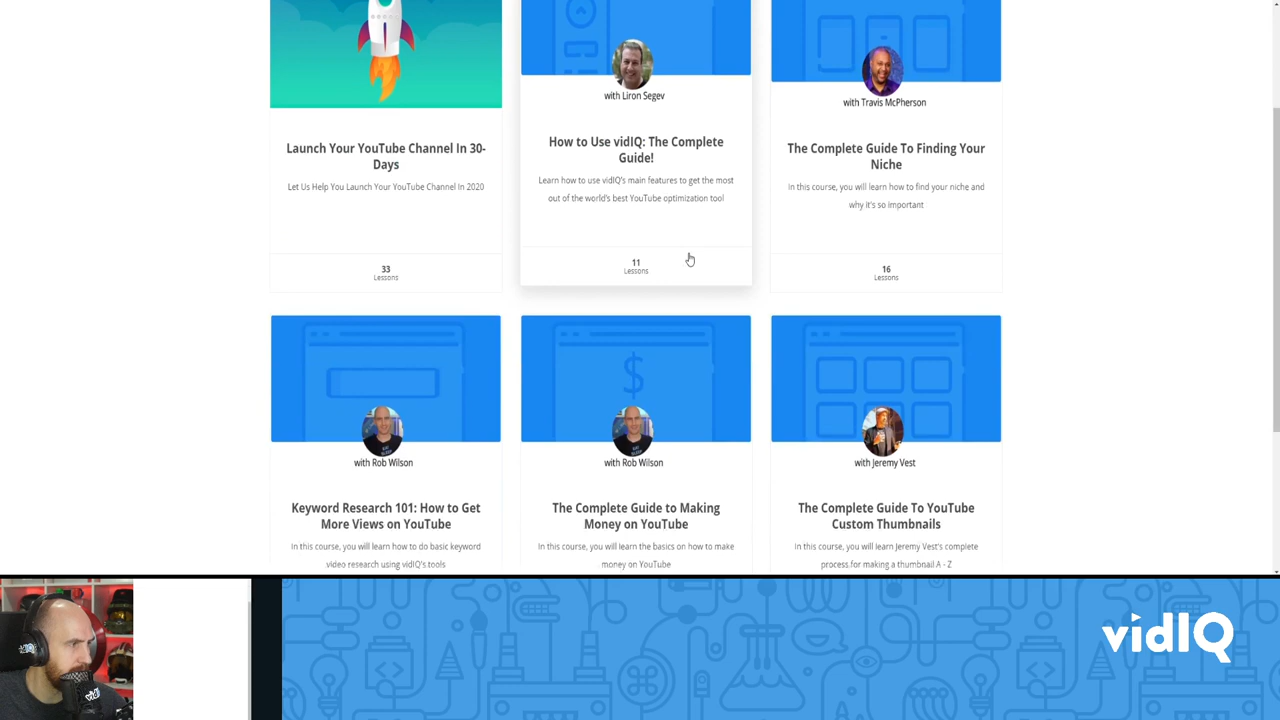 with Liron Segev
with Travis McPherson
Launch Your YouTube Channel In 30-
Days
Let Us Help You Launch Your YouTube Channel In 2020
33
Lessons
How to Use vidIQ: The Complete
Guide!
Learn how to use vidIQ's main features to get the most
out of the world's best YouTube optimization tool
11
Lessons
The Complete Guide To Finding Your
Niche
In this course, you will learn how to find your niche and
why it's so important
16
Lessons
with Rob Wilson
Keyword Research 101: How to Get
More Views on YouTube
In this course, you will learn how to do basic keyword
video research using vidIQ's tools
$
with Rob Wilson
The Complete Guide to Making
Money on YouTube
In this course, you will learn the basics on how to make
money on YouTube
with Jeremy Vest
The Complete Guide To YouTube
Custom Thumbnails
In this course, you will learn Jeremy Vest's complete
process for making a thumbnail A - Z
vidIQ